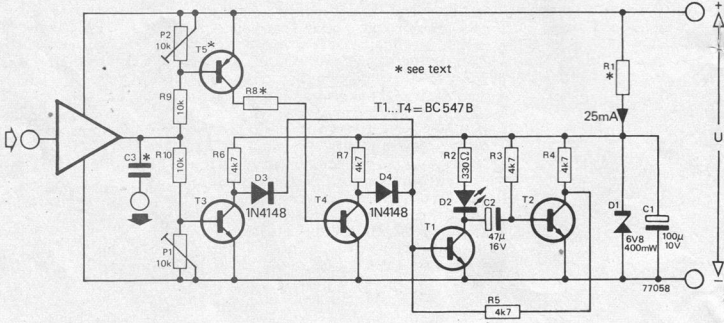 +
P2
10k
T5*
* see text
R1
*
R8*
R9
10k
T1...T4=BC547B
25mA
U
C3 *
R10
10k
R6
4k7
D3
1N4148
R7
4k7
D4
1N4148
R2
330Ω
R3
4k7
R4
4k7
T3
T4
D2
C2
47µ
16V
T2
T1
D1
6V8
400mW
C1
100µ
10V
P1
10k
77058
−
R5
4k7